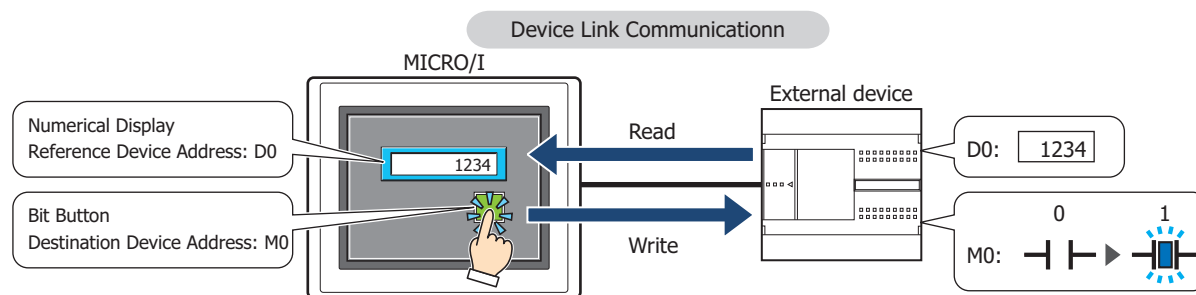 Device Link Communicationn
MICRO/I
External device
Numerical Display
Reference Device Address: D0
1234
Read
D0: 1234
Bit Button
Destination Device Address: M0
Write
0 1
M0: